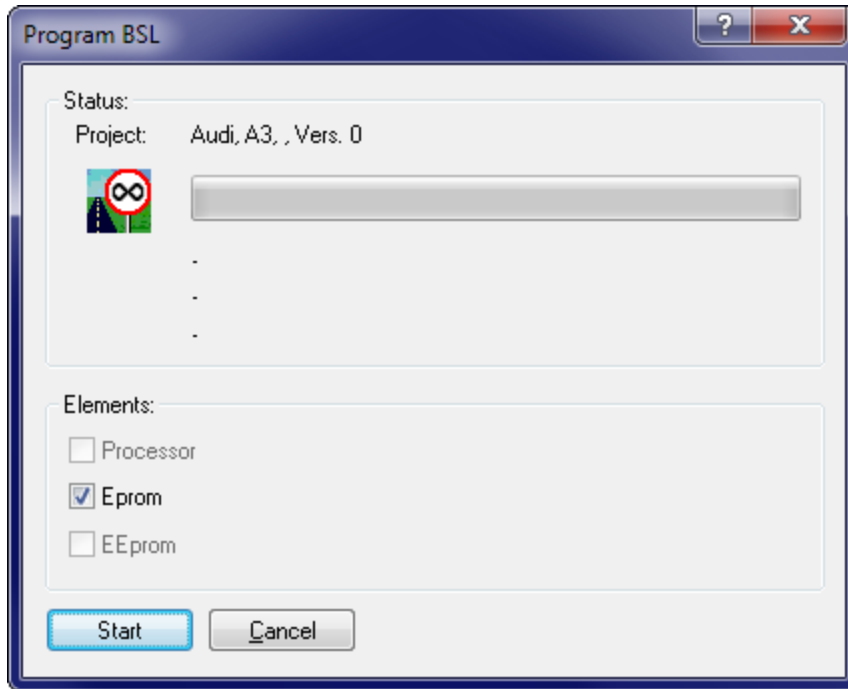 Program BSL
?
Status:
Project: Audi, A3, , Vers. 0
-
-
-
Elements:
Processor
Eprom
EEprom
Start Cancel